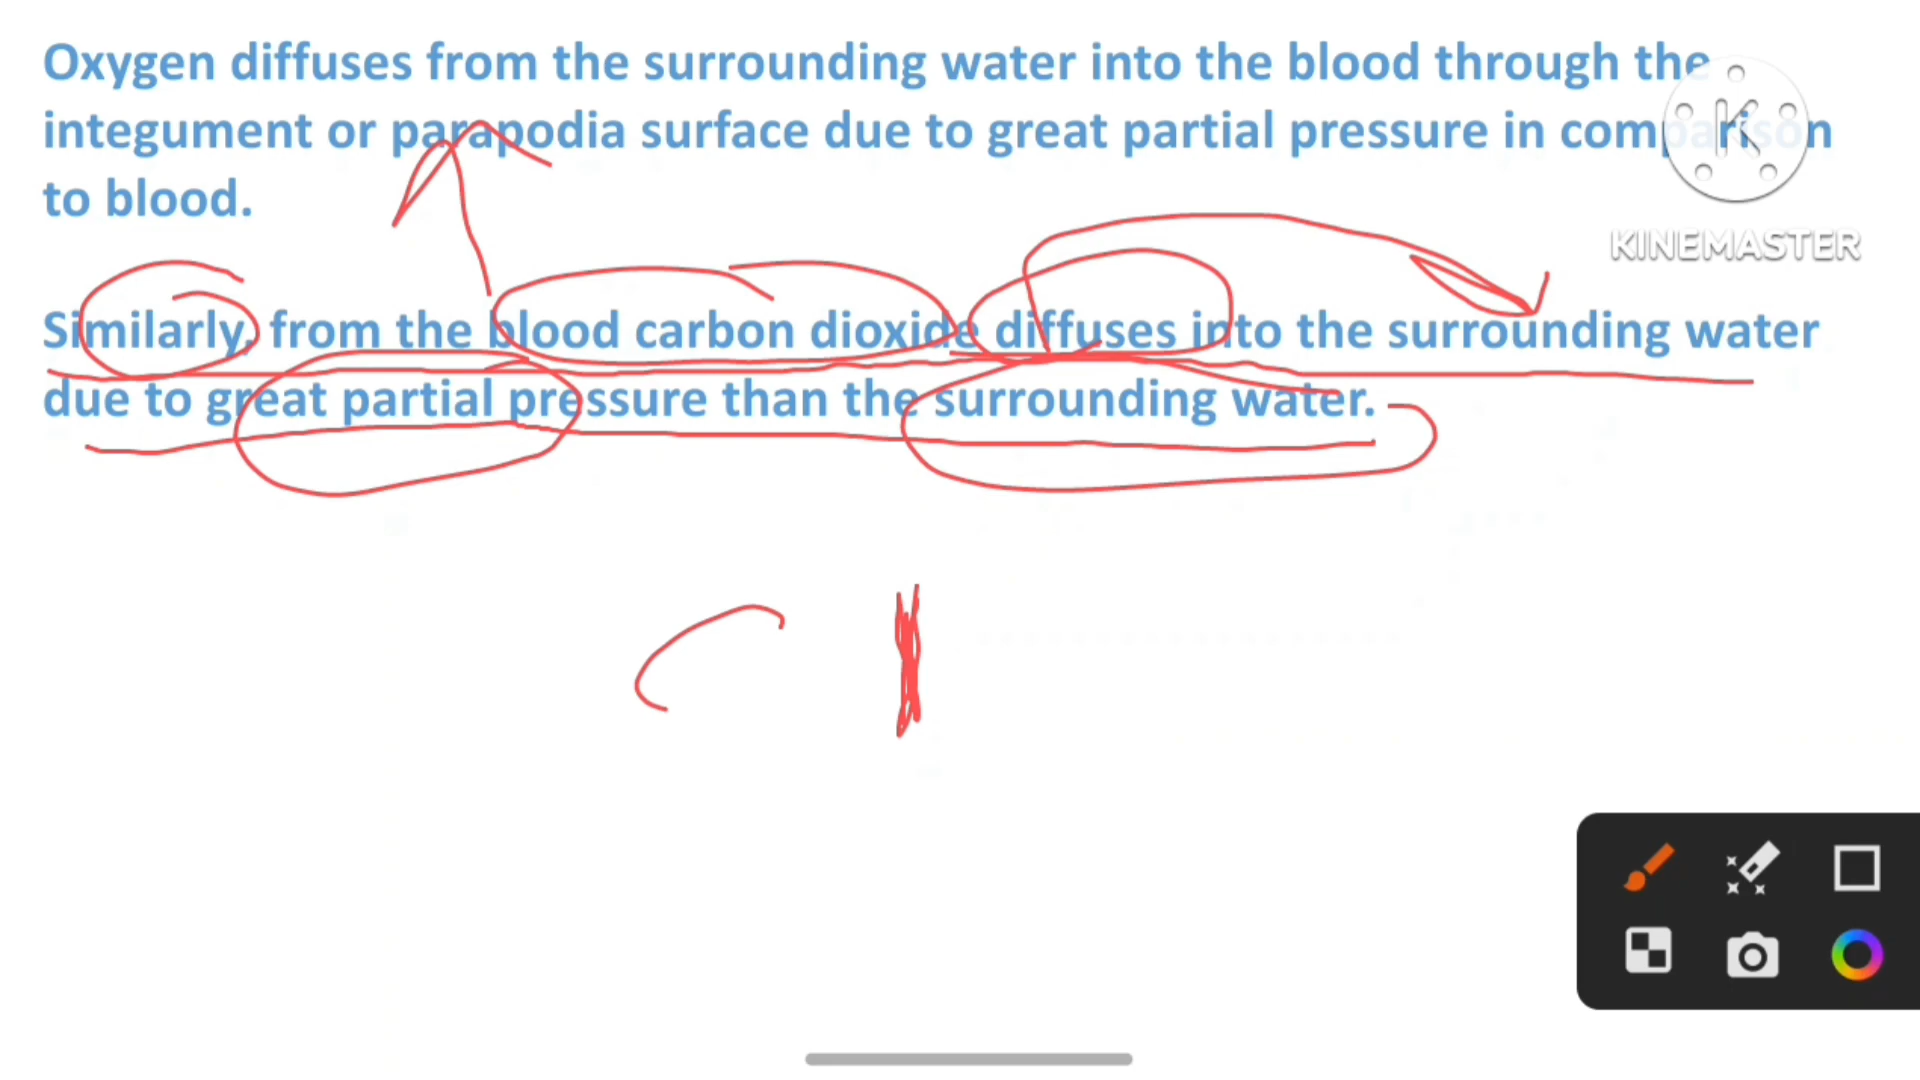 Oxygen diffuses from the surrounding water into the blood through the
integument or parapodia surface due to great partial pressure in comparison
to blood.
KINEMASTER
Similarly, from the blood carbon dioxide diffuses into the surrounding water
due to great partial pressure than the surrounding water.